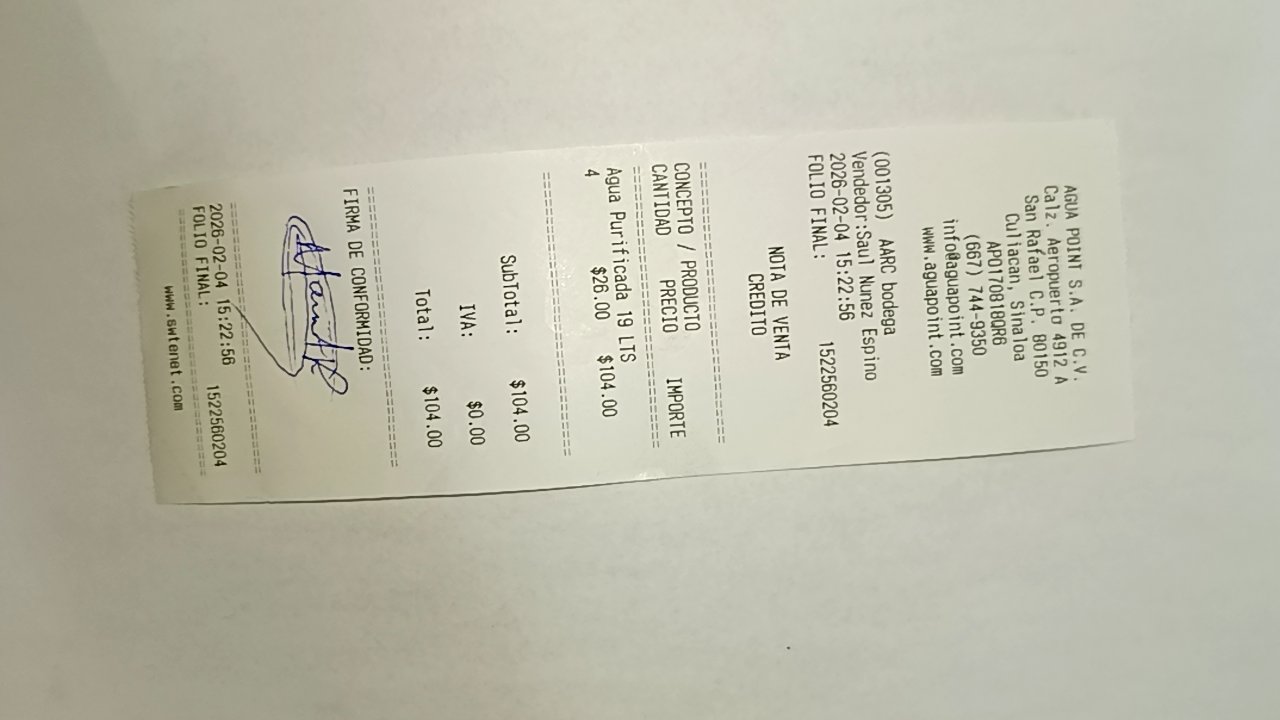 AGUA POINT S.A. DE C.V.
Calz. Aeropuerto 4912 A
San Rafael C.P. 80150
Culiacan, Sinaloa
APO170818QR6
(667) 744-9350
info@aguapoint.com
www.aguapoint.com
(001305) AARC bodega
Vendedor:Saul Nunez Espino
2026-02-04 15:22:56
FOLIO FINAL: 1522560204
NOTA DE VENTA
CREDITO
===================================
CONCEPTO / PRODUCTO
CANTIDAD PRECIO IMPORTE
===================================
Agua Purificada 19 LTS
4 $26.00 $104.00
===================================
SubTotal: $104.00
IVA: $0.00
Total: $104.00
===================================
FIRMA DE CONFORMIDAD:
===================================
2026-02-04 15:22:56
FOLIO FINAL: 1522560204
===================================
www.swtenet.com